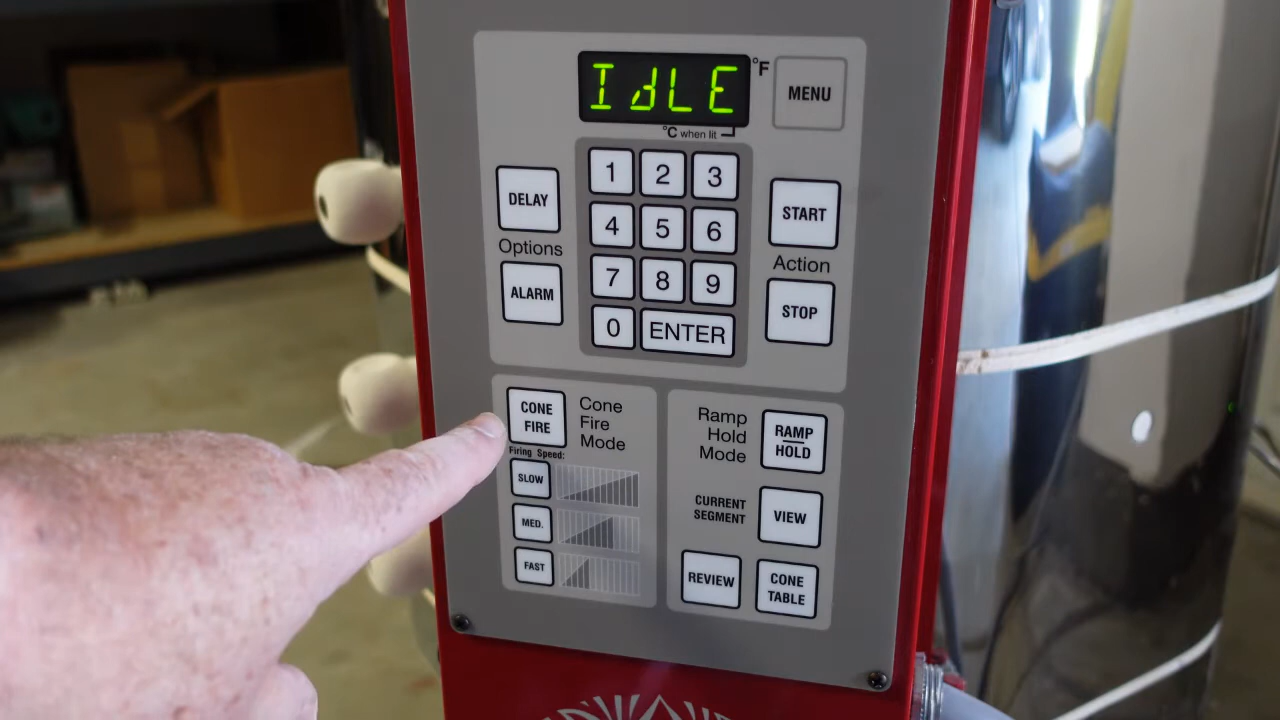 IdLE
°F
MENU
°C when lit
1 2 3
DELAY
4 5 6
START
Options
Action
7 8 9
ALARM
STOP
0 ENTER
CONE
FIRE
Cone
Fire
Mode
Firing Speed:
SLOW
MED.
FAST
Ramp
Hold
Mode
RAMP
HOLD
CURRENT
SEGMENT
VIEW
REVIEW
CONE
TABLE